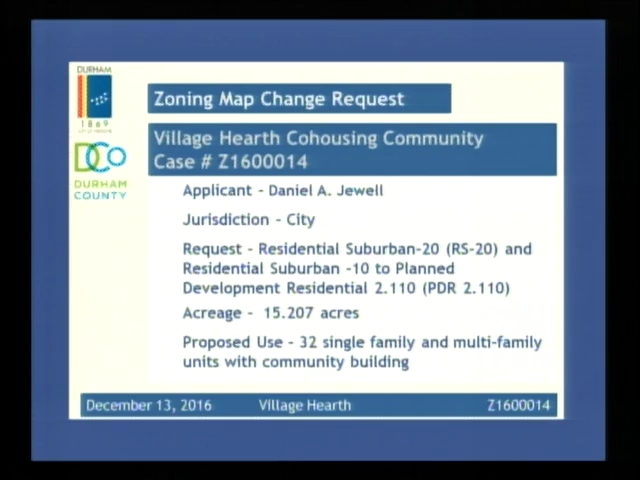 DURHAM
1869
DCo
DURHAM
COUNTY
Zoning Map Change Request
Village Hearth Cohousing Community
Case # Z1600014
Applicant - Daniel A. Jewell
Jurisdiction - City
Request - Residential Suburban-20 (RS-20) and
Residential Suburban -10 to Planned
Development Residential 2.110 (PDR 2.110)
Acreage - 15.207 acres
Proposed Use - 32 single family and multi-family
units with community building
December 13, 2016 Village Hearth Z1600014